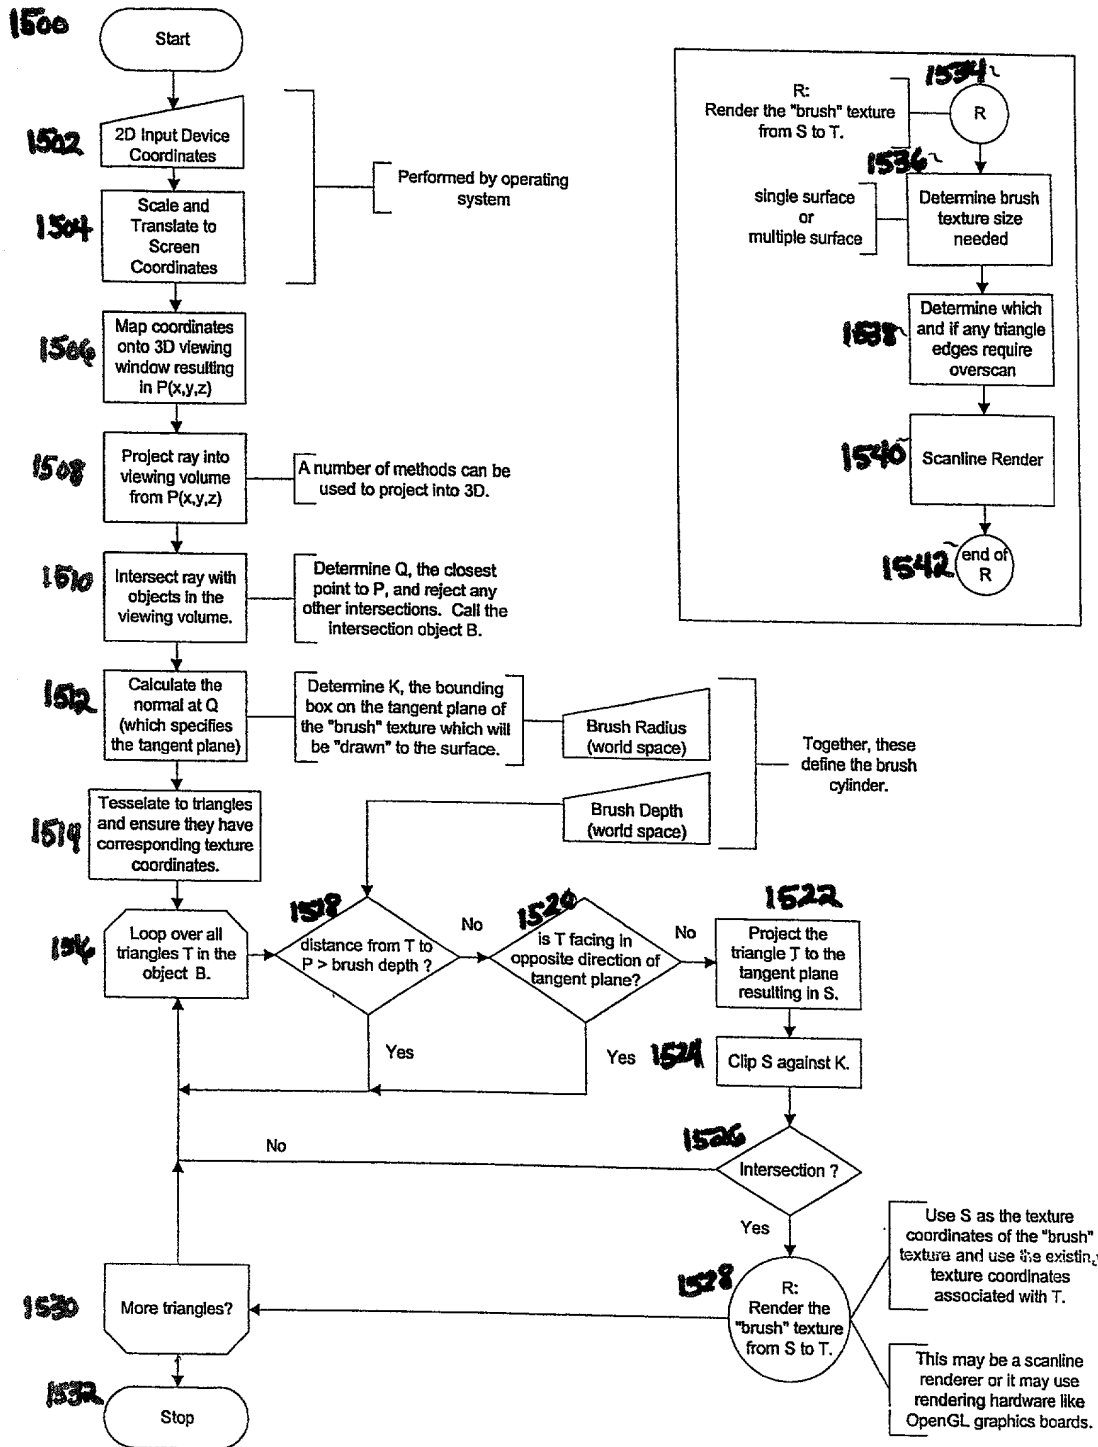 1500
Start
1502
2D Input Device
Coordinates
1504
Scale and
Translate to
Screen
Coordinates
Performed by operating
system
1506
Map coordinates
onto 3D viewing
window resulting
in P(x,y,z)
1508
Project ray into
viewing volume
from P(x,y,z)
A number of methods can be
used to project into 3D.
1510
Intersect ray with
objects in the
viewing volume.
Determine Q, the closest
point to P, and reject any
other intersections. Call the
intersection object B.
1512
Calculate the
normal at Q
(which specifies
the tangent plane)
Determine K, the bounding
box on the tangent plane of
the "brush" texture which will
be "drawn" to the surface.
Brush Radius
(world space)
Brush Depth
(world space)
Together, these
define the brush
cylinder.
1514
Tesselate to triangles
and ensure they have
corresponding texture
coordinates.
1516
Loop over all
triangles T in the
object B.
1518
distance from T to
P > brush depth ?
No
Yes
1520
is T facing in
opposite direction of
tangent plane?
No
Yes
1522
Project the
triangle T to the
tangent plane
resulting in S.
1524
Clip S against K.
1526
Intersection ?
No
Yes
1528
R:
Render the
"brush" texture
from S to T.
Use S as the texture
coordinates of the "brush"
texture and use the existing
texture coordinates
associated with T.
This may be a scanline
renderer or it may use
rendering hardware like
OpenGL graphics boards.
1530
More triangles?
1532
Stop
1534
R:
Render the "brush" texture
from S to T.
R
1536
single surface
or
multiple surface
Determine brush
texture size
needed
1538
Determine which
and if any triangle
edges require
overscan
1540
Scanline Render
1542
end of
R